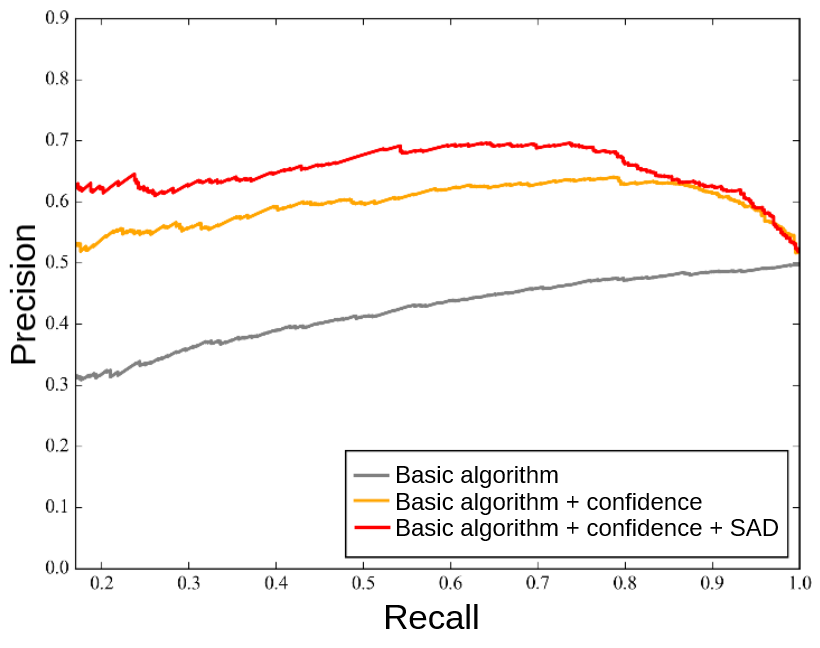 0.9
0.8
0.7
0.6
0.5
0.4
0.3
0.2
0.1
0.0
Precision
Basic algorithm
Basic algorithm + confidence
Basic algorithm + confidence + SAD
0.2 0.3 0.4 0.5 0.6 0.7 0.8 0.9 1.0
Recall